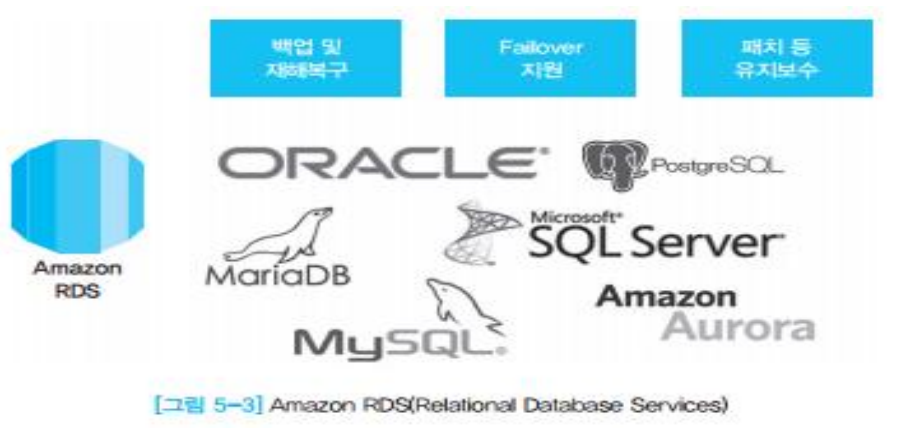 백업 및
재해복구
Failover
지원
패치 등
유지보수
ORACLE
PostgreSQL
Amazon
RDS
MariaDB
Microsoft
SQL Server
MySQL
Amazon
Aurora
[그림 5-3] Amazon RDS(Relational Database Services)